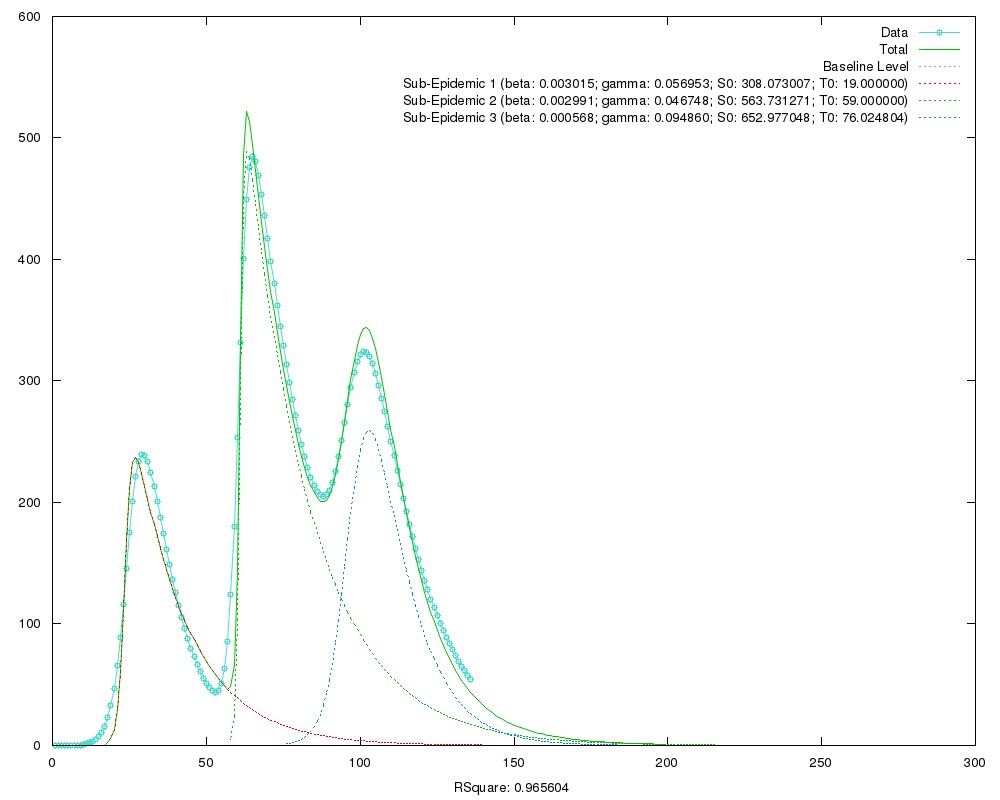 600
500
400
300
200
100
0
0
50
100
150
200
250
300
Data
Total
Baseline Level
Sub-Epidemic 1 (beta: 0.003015; gamma: 0.056953; S0: 308.073007; T0: 19.000000)
Sub-Epidemic 2 (beta: 0.002991; gamma: 0.046748; S0: 563.731271; T0: 59.000000)
Sub-Epidemic 3 (beta: 0.000568; gamma: 0.094860; S0: 652.977048; T0: 76.024804)
RSquare: 0.965604